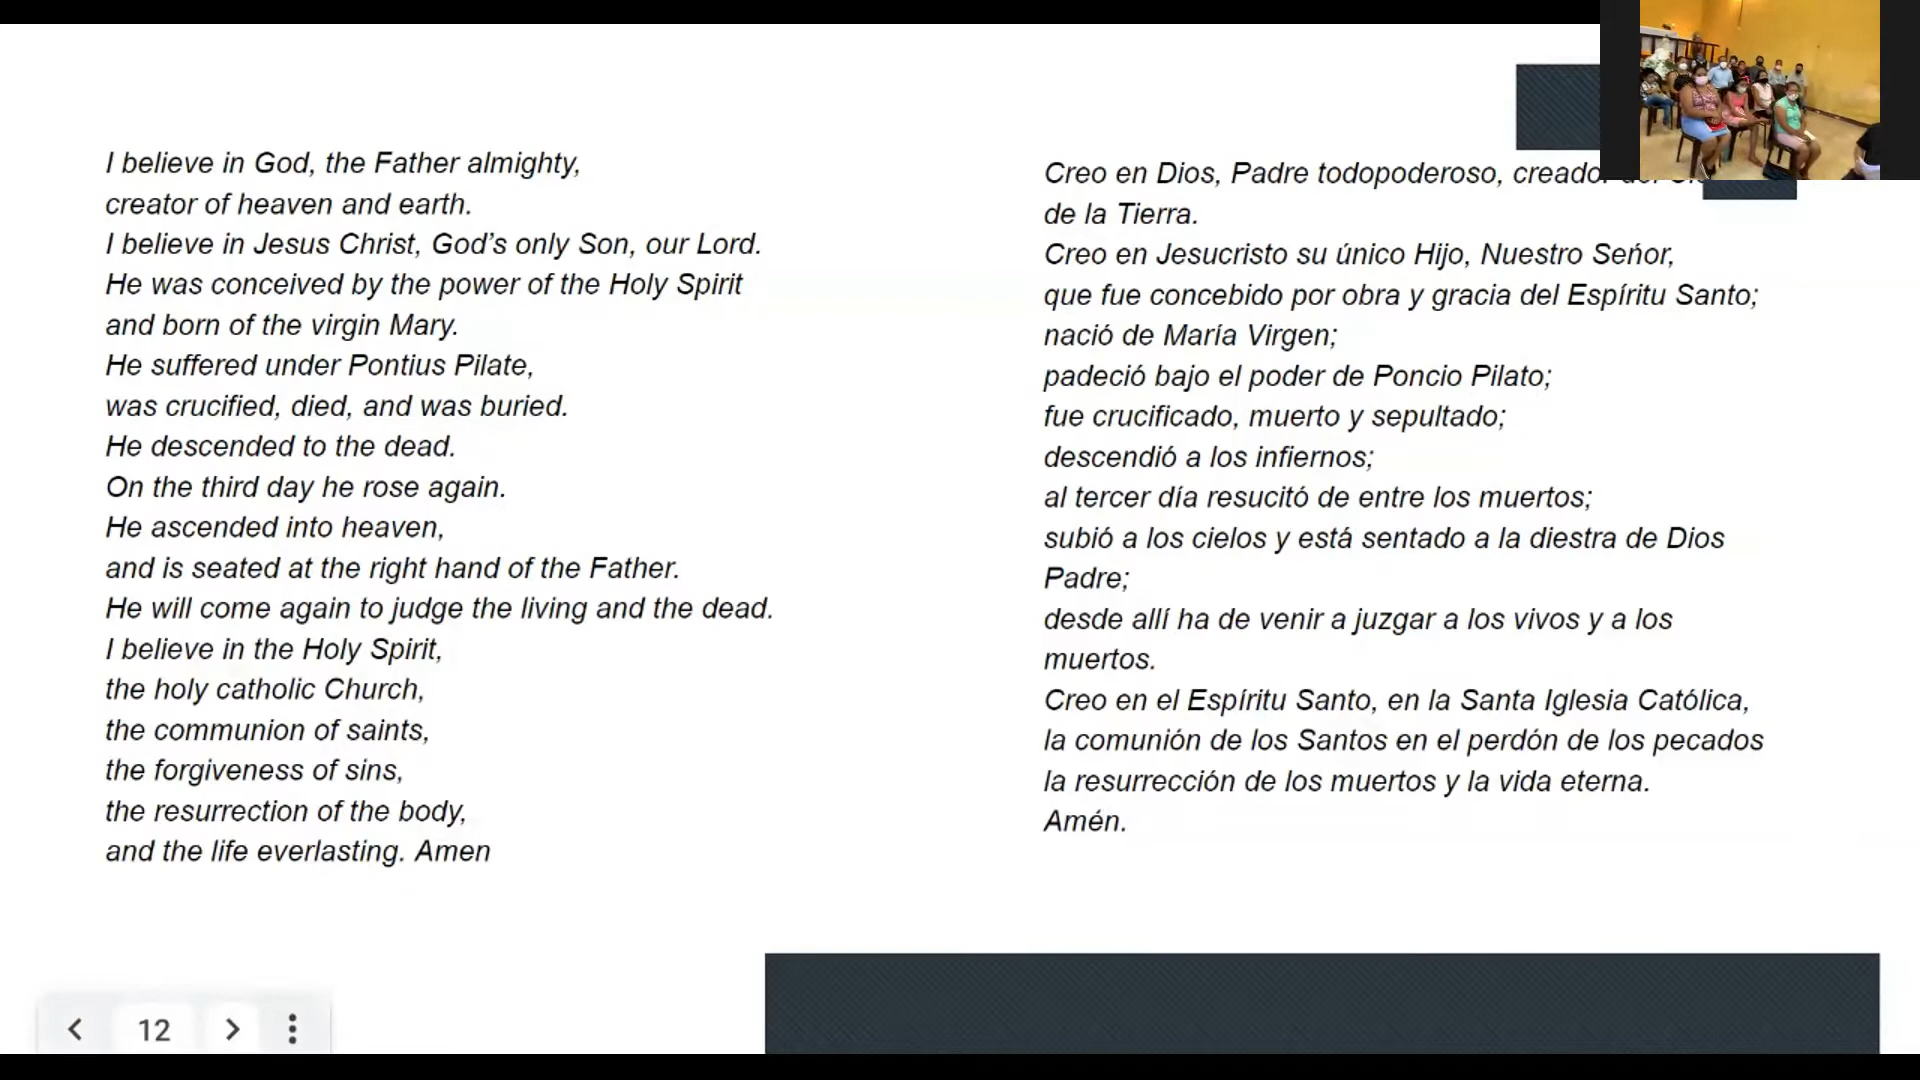 I believe in God, the Father almighty,
creator of heaven and earth.
I believe in Jesus Christ, God’s only Son, our Lord.
He was conceived by the power of the Holy Spirit
and born of the virgin Mary.
He suffered under Pontius Pilate,
was crucified, died, and was buried.
He descended to the dead.
On the third day he rose again.
He ascended into heaven,
and is seated at the right hand of the Father.
He will come again to judge the living and the dead.
I believe in the Holy Spirit,
the holy catholic Church,
the communion of saints,
the forgiveness of sins,
the resurrection of the body,
and the life everlasting. Amen
Creo en Dios, Padre todopoderoso,
de la Tierra.
Creo en Jesucristo su único Hijo, Nuestro Seńor,
que fue concebido por obra y gracia del Espíritu Santo;
nació de María Virgen;
padeció bajo el poder de Poncio Pilato;
fue crucificado, muerto y sepultado;
descendió a los infiernos;
al tercer día resucitó de entre los muertos;
subió a los cielos y está sentado a la diestra de Dios
Padre;
desde allí ha de venir a juzgar a los vivos y a los
muertos.
Creo en el Espíritu Santo, en la Santa Iglesia Católica,
la comunión de los Santos en el perdón de los pecados
la resurrección de los muertos y la vida eterna.
Amén.
12